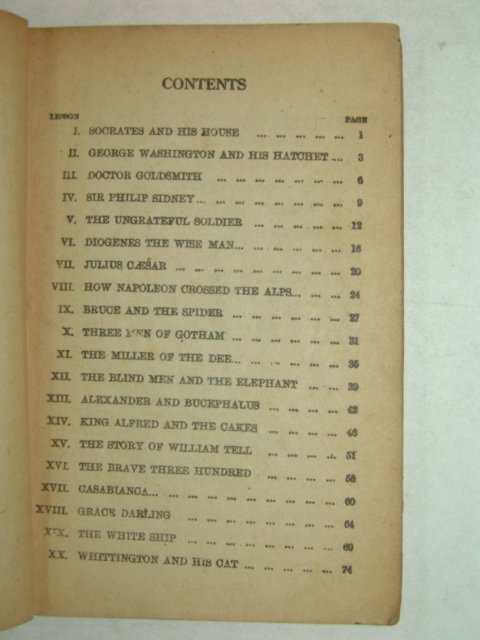 CONTENTS
LESSON PAGE
I. SOCRATES AND HIS HOUSE ... ... ... ... ... 1
II. GEORGE WASHINGTON AND HIS HATCHET ... ... 3
III. DOCTOR GOLDSMITH ... ... ... ... ... ... ... 6
IV. SIR PHILIP SIDNEY ... ... ... ... ... ... ... 9
V. THE UNGRATEFUL SOLDIER ... ... ... ... ... 12
VI. DIOGENES THE WISE MAN... ... ... ... ... ... 16
VII. JULIUS CÆSAR ... ... ... ... ... ... ... ... 20
VIII. HOW NAPOLEON CROSSED THE ALPS... ... ... 24
IX. BRUCE AND THE SPIDER ... ... ... ... ... ... 27
X. THREE MEN OF GOTHAM ... ... ... ... ... ... 31
XI. THE MILLER OF THE DEE... ... ... ... ... ... 35
XII. THE BLIND MEN AND THE ELEPHANT ... ... ... 39
XIII. ALEXANDER AND BUCEPHALUS ... ... ... ... 42
XIV. KING ALFRED AND THE CAKES ... ... ... ... 46
XV. THE STORY OF WILLIAM TELL ... ... ... ... 51
XVI. THE BRAVE THREE HUNDRED ... ... ... ... ... 56
XVII. CASABIANCA... ... ... ... ... ... ... ... ... 60
XVIII. GRACE DARLING ... ... ... ... ... ... ... ... 64
XIX. THE WHITE SHIP ... ... ... ... ... ... ... 69
XX. WHITTINGTON AND HIS CAT ... ... ... ... ... 74